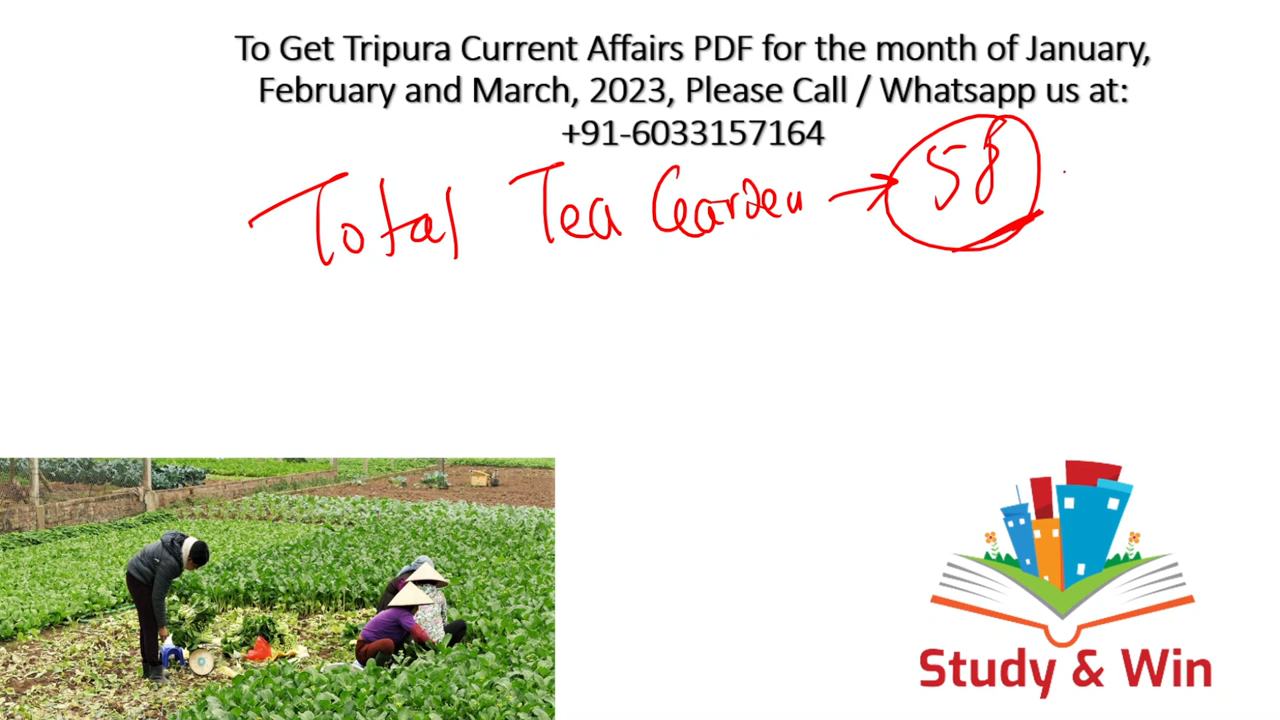 To Get Tripura Current Affairs PDF for the month of January,
February and March, 2023, Please Call / Whatsapp us at:
+91-6033157164
Total Tea Garden → 58
Study & Win